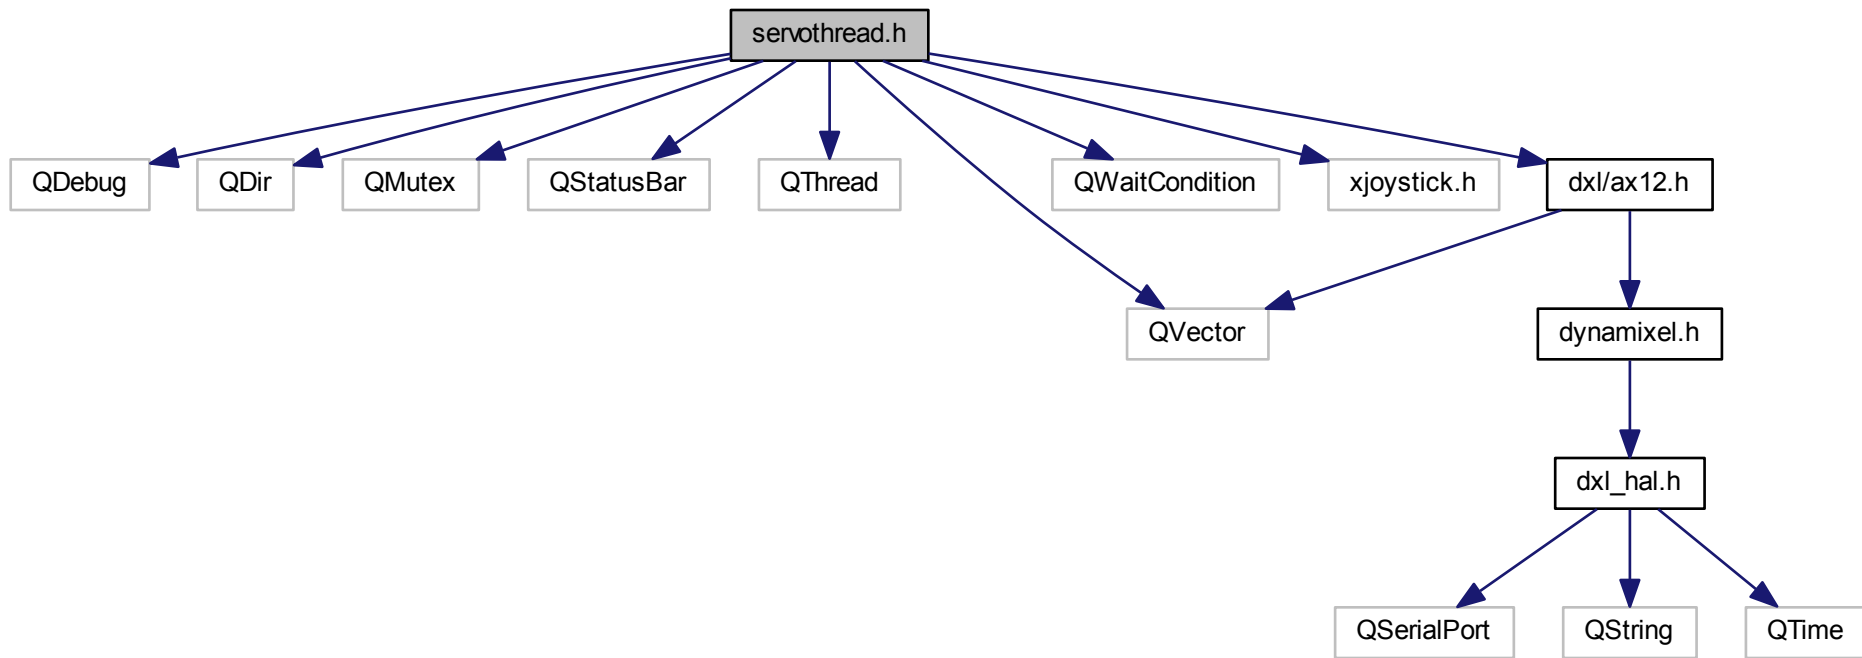 servothread.h
QDebug
QDir
QMutex
QStatusBar
QThread
QWaitCondition
xjoystick.h
dxl/ax12.h
QVector
dynamixel.h
dxl_hal.h
QSerialPort
QString
QTime